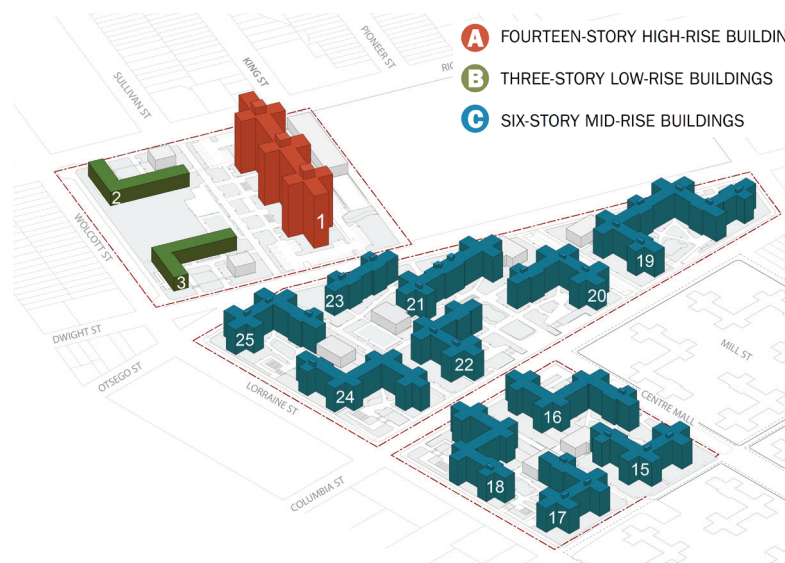 A FOURTEEN-STORY HIGH-RISE BUILDIN
B THREE-STORY LOW-RISE BUILDINGS
C SIX-STORY MID-RISE BUILDINGS
PIONEER ST
KING ST
RIC
SULLIVAN ST
WOLCOTT ST
DWIGHT ST
OTSEGO ST
LORRAINE ST
COLUMBIA ST
CENTRE MALL
MILL ST
1
2
3
19
20
21
23
25
22
24
16
15
18
17